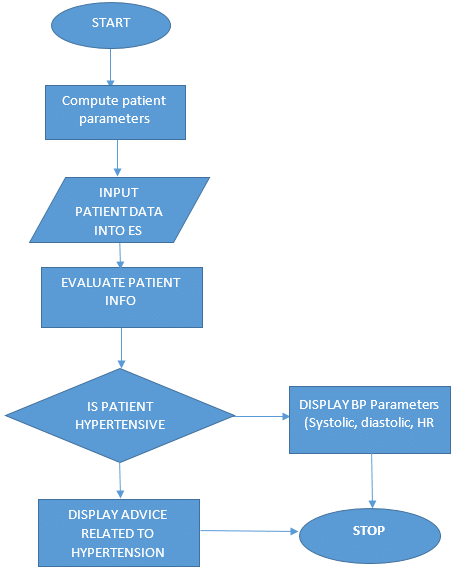 START
Compute patient
parameters
INPUT
PATIENT DATA
INTO ES
EVALUATE PATIENT
INFO
IS PATIENT
HYPERTENSIVE
DISPLAY BP Parameters
(Systolic, diastolic, HR
DISPLAY ADVICE
RELATED TO
HYPERTENSION
STOP